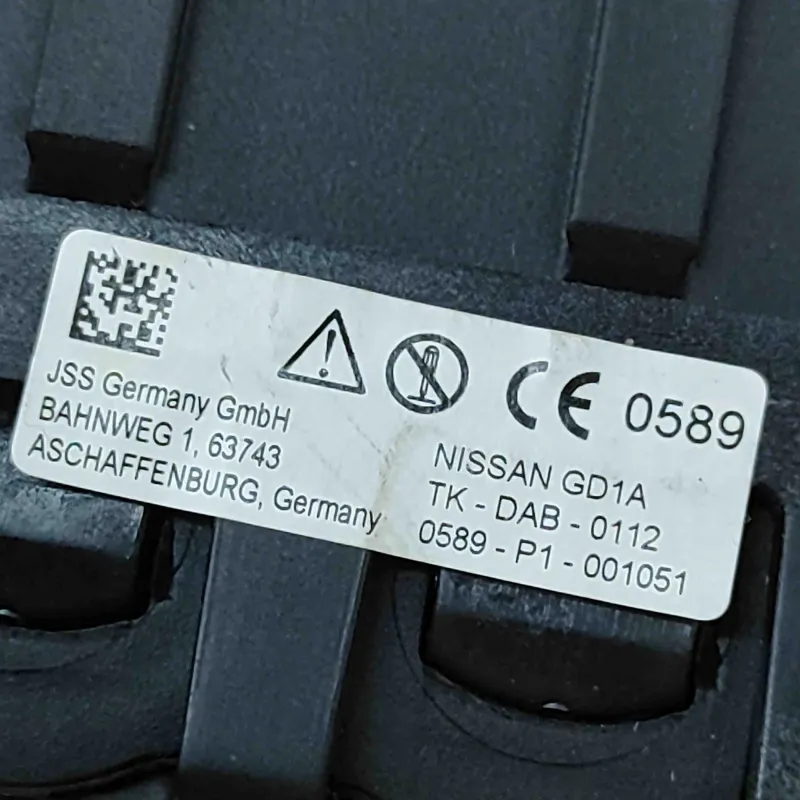 JSS Germany GmbH
BAHNWEG 1, 63743
ASCHAFFENBURG, Germany
CE 0589
NISSAN GD1A
TK - DAB - 0112
0589 - P1 - 001051